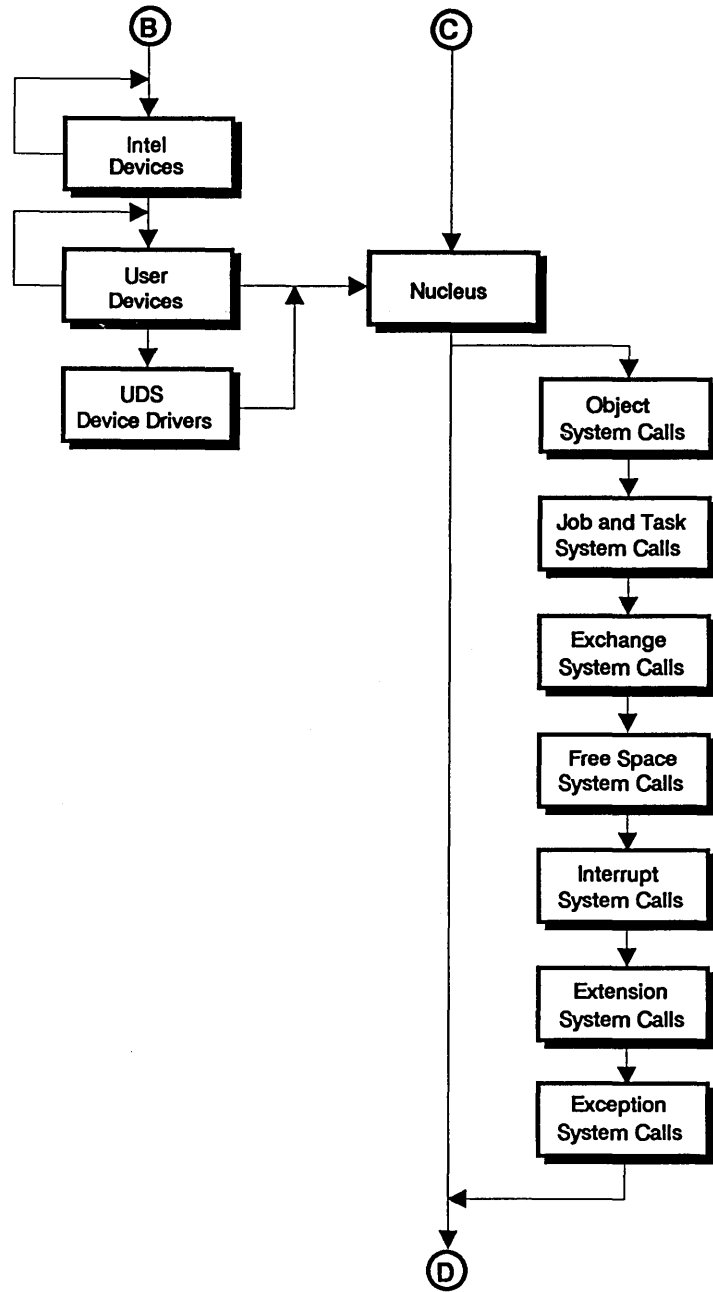 B
C
Intel
Devices
User
Devices
Nucleus
UDS
Device Drivers
Object
System Calls
Job and Task
System Calls
Exchange
System Calls
Free Space
System Calls
Interrupt
System Calls
Extension
System Calls
Exception
System Calls
D